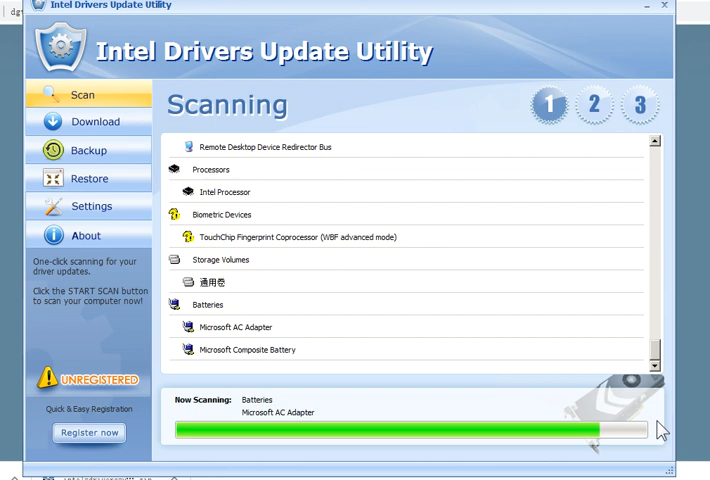 Intel Drivers Update Utility
Intel Drivers Update Utility
Scan
Download
Backup
Restore
Settings
About
One-click scanning for your
driver updates.
Click the START SCAN button
to scan your computer now!
UNREGISTERED
Quick & Easy Registration
Register now
Scanning
1 2 3
Remote Desktop Device Redirector Bus
Processors
Intel Processor
Biometric Devices
TouchChip Fingerprint Coprocessor (WBF advanced mode)
Storage Volumes
通用卷
Batteries
Microsoft AC Adapter
Microsoft Composite Battery
Now Scanning: Batteries
Microsoft AC Adapter